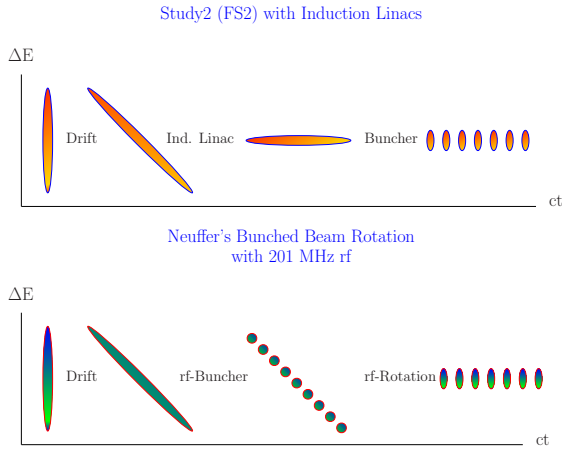 Study2 (FS2) with Induction Linacs
ΔE
Drift
Ind. Linac
Buncher
ct
Neuffer's Bunched Beam Rotation
with 201 MHz rf
ΔE
Drift
rf-Buncher
rf-Rotation
ct